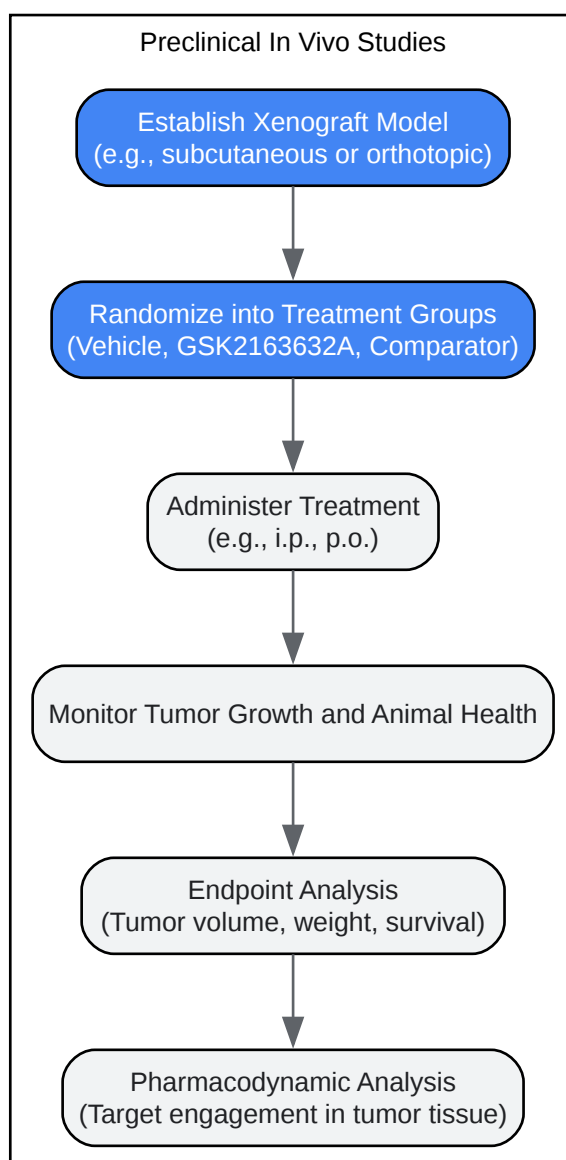 Preclinical In Vivo Studies
Establish Xenograft Model
(e.g., subcutaneous or orthotopic)
Randomize into Treatment Groups
(Vehicle, GSK2163632A, Comparator)
Administer Treatment
(e.g., i.p., p.o.)
Monitor Tumor Growth and Animal Health
Endpoint Analysis
(Tumor volume, weight, survival)
Pharmacodynamic Analysis
(Target engagement in tumor tissue)